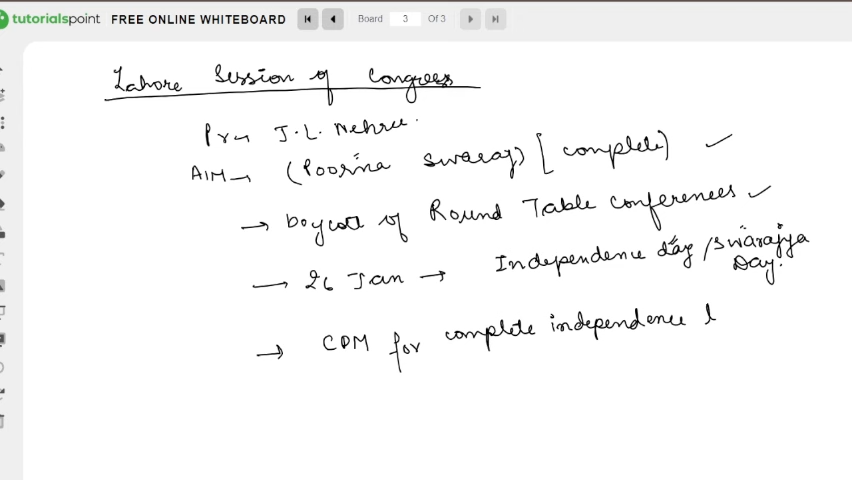 tutorialspoint FREE ONLINE WHITEBOARD Board 3 Of 3
Lahore Session of Congress
Pr → J.L. Nehru.
AIM → (Poorna Swaraj) [complete)
→ boycott of Round Table conferences
→ 26 Jan → Independence day / Swarajya
Day.
→ CDM for complete independence